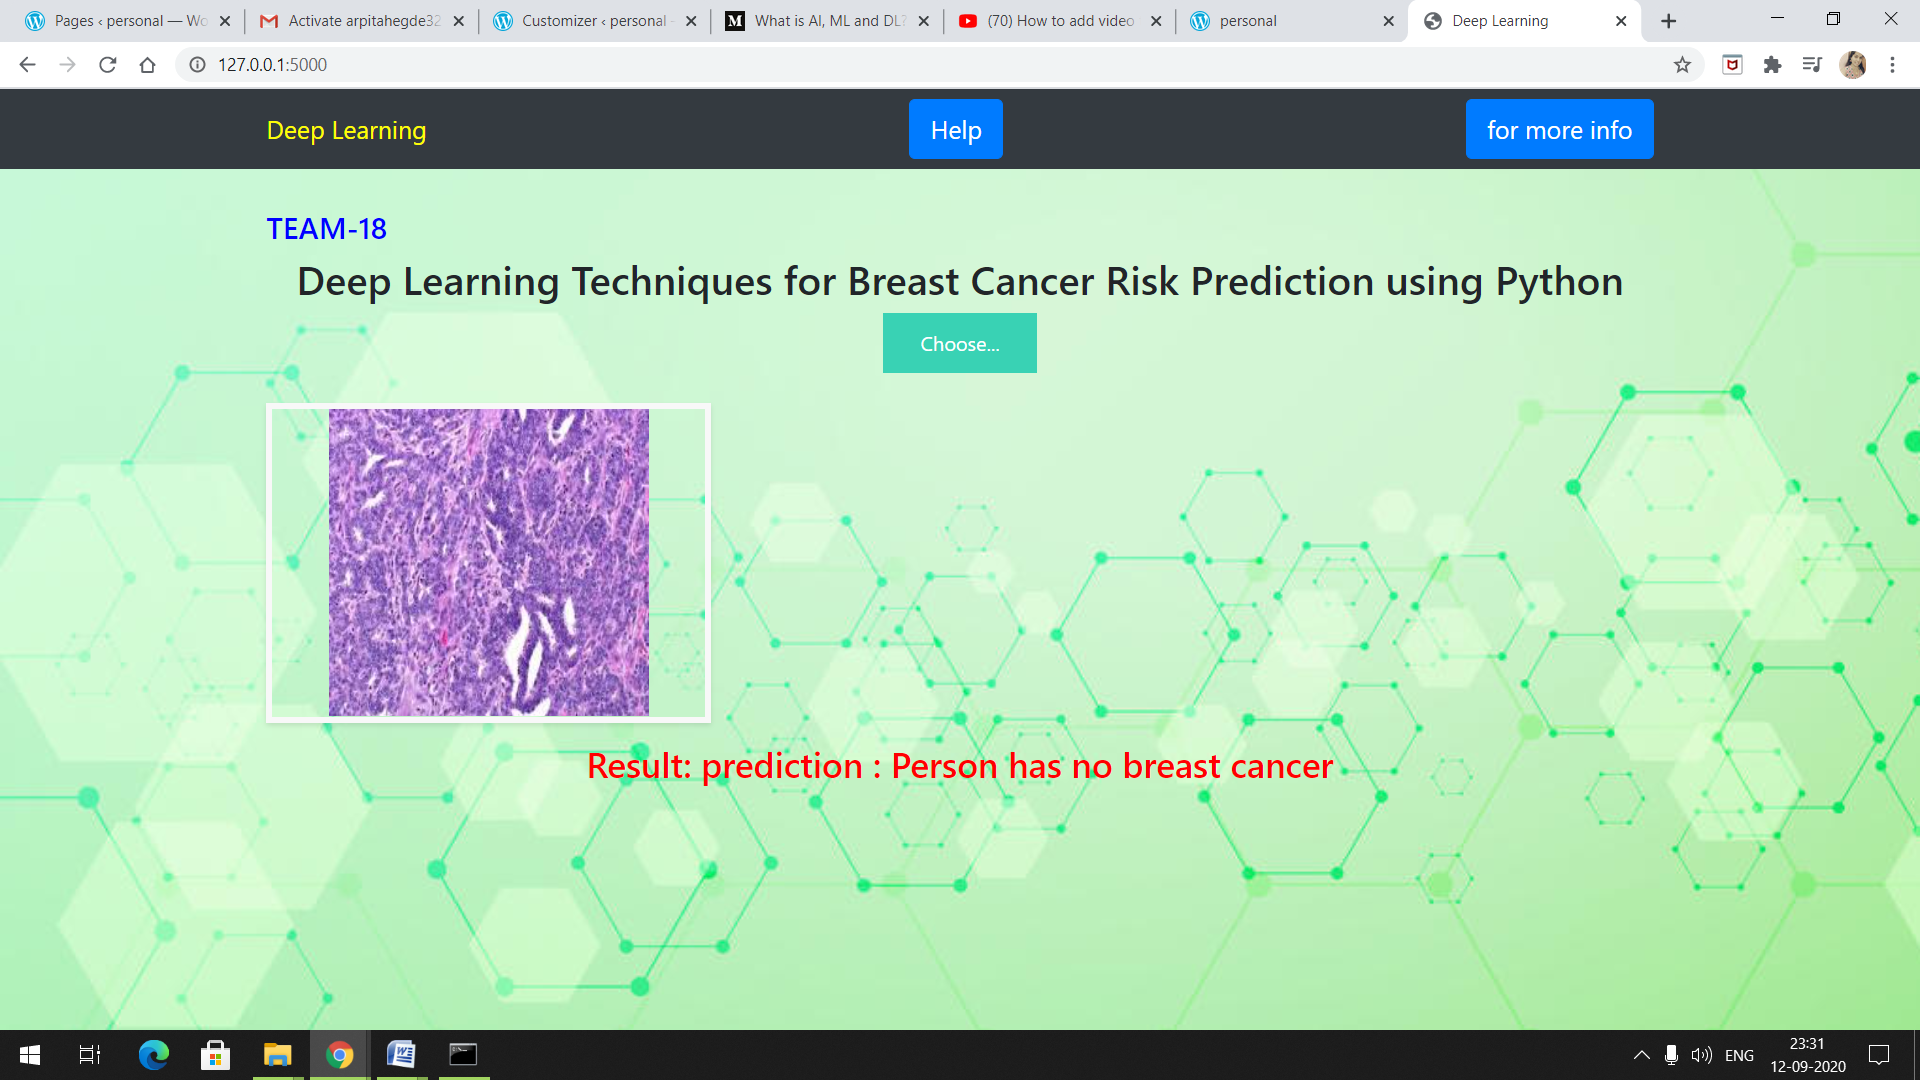 Pages ‹ personal — Wo
Activate arpitahegde32
Customizer ‹ personal -
M What is AI, ML and DL?
(70) How to add video
personal
Deep Learning
127.0.0.1:5000
Deep Learning
Help
for more info
TEAM-18
Deep Learning Techniques for Breast Cancer Risk Prediction using Python
Choose...
Result: prediction : Person has no breast cancer
ENG
23:31
12-09-2020